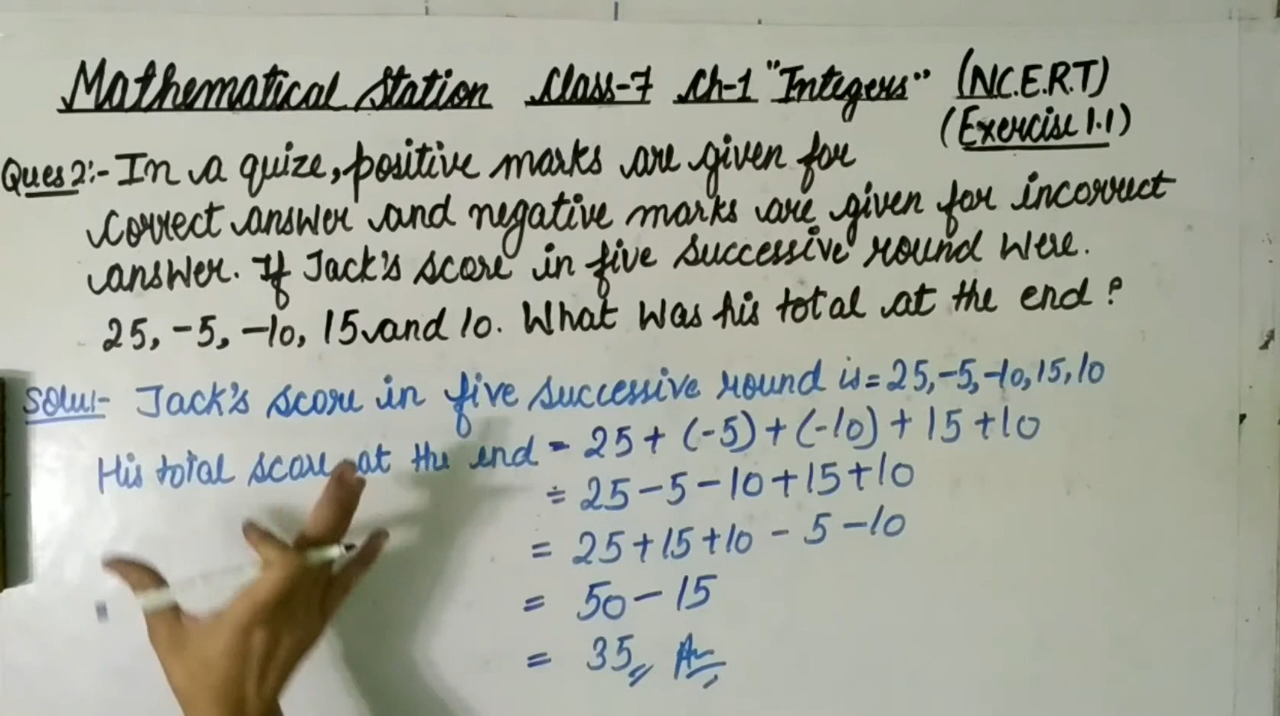 Mathematical Station Class-7 Ch-1 "Integers" (N.C.E.R.T)
(Exercise 1.1)
Ques 2:- In a quize, positive marks are given for
correct answer and negative marks are given for incorrect
answer. If Jack's score in five successive round were.
25, -5, -10, 15 and 10. What was his total at the end?
Solu:- Jack's score in five successive round is = 25, -5, -10, 15, 10
His total score at the end = 25 + (-5) + (-10) + 15 + 10
= 25 - 5 - 10 + 15 + 10
= 25 + 15 + 10 - 5 - 10
= 50 - 15
= 35 An